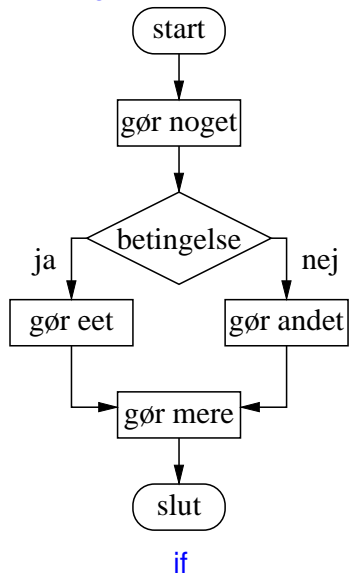 start
gør noget
betingelse
ja
nej
gør eet
gør andet
gør mere
slut
if